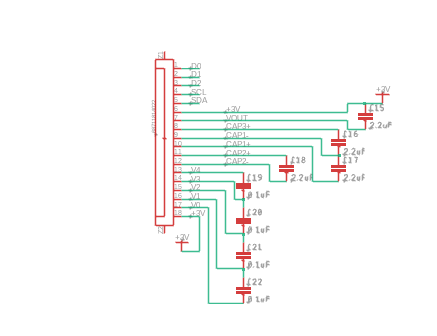 D0
D1
D2
SCL
SDA
+3V
VOUT
CAP3+
CAP1-
CAP1+
CAP2+
CAP2-
V4
V3
V2
V1
V0
+3V
+3V
+3V
C15
2.2uF
C16
2.2uF
C17
2.2uF
C18
2.2uF
C19
0.1uF
C20
0.1uF
C21
0.1uF
C22
0.1uF
1
2
3
4
5
6
7
8
9
10
11
12
13
14
15
16
17
18